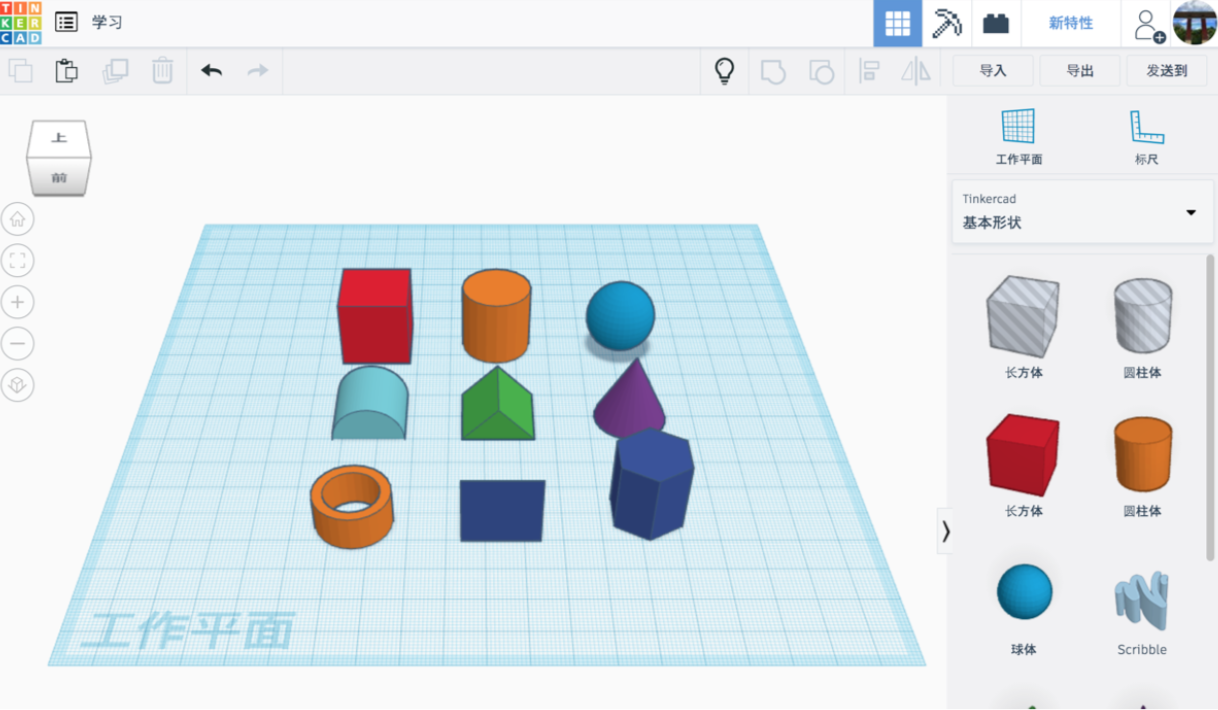 TIN
KER
CAD
学习
新特性
导入
导出
发送到
上
前
工作平面
标尺
Tinkercad
基本形状
长方体
圆柱体
长方体
圆柱体
球体
Scribble
工作平面